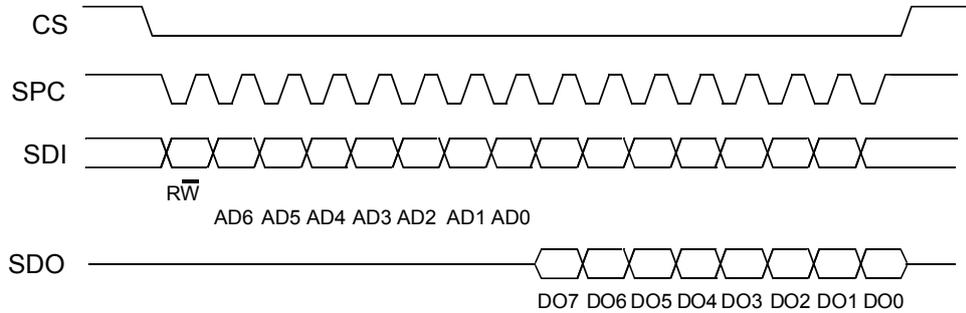 CS
SPC
SDI
RW̅
AD6 AD5 AD4 AD3 AD2 AD1 AD0
SDO
DO7 DO6 DO5 DO4 DO3 DO2 DO1 DO0